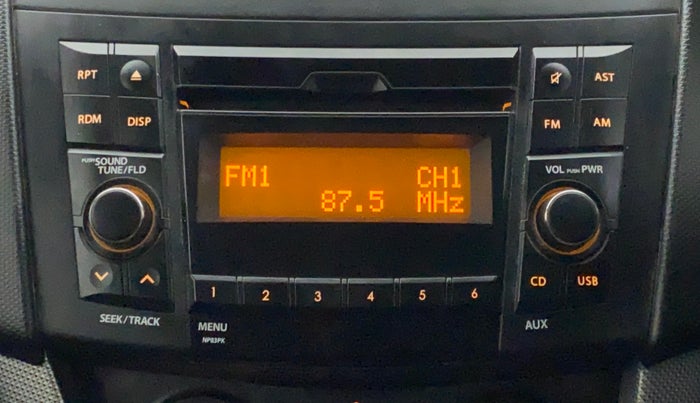 RPT
AST
RDM
DISP
FM
AM
PUSH SOUND
TUNE/FLD
VOL PUSH PWR
FM1 CH1
87.5 MHz
CD
USB
1 2 3 4 5 6
SEEK/TRACK
MENU
NP83PK
AUX